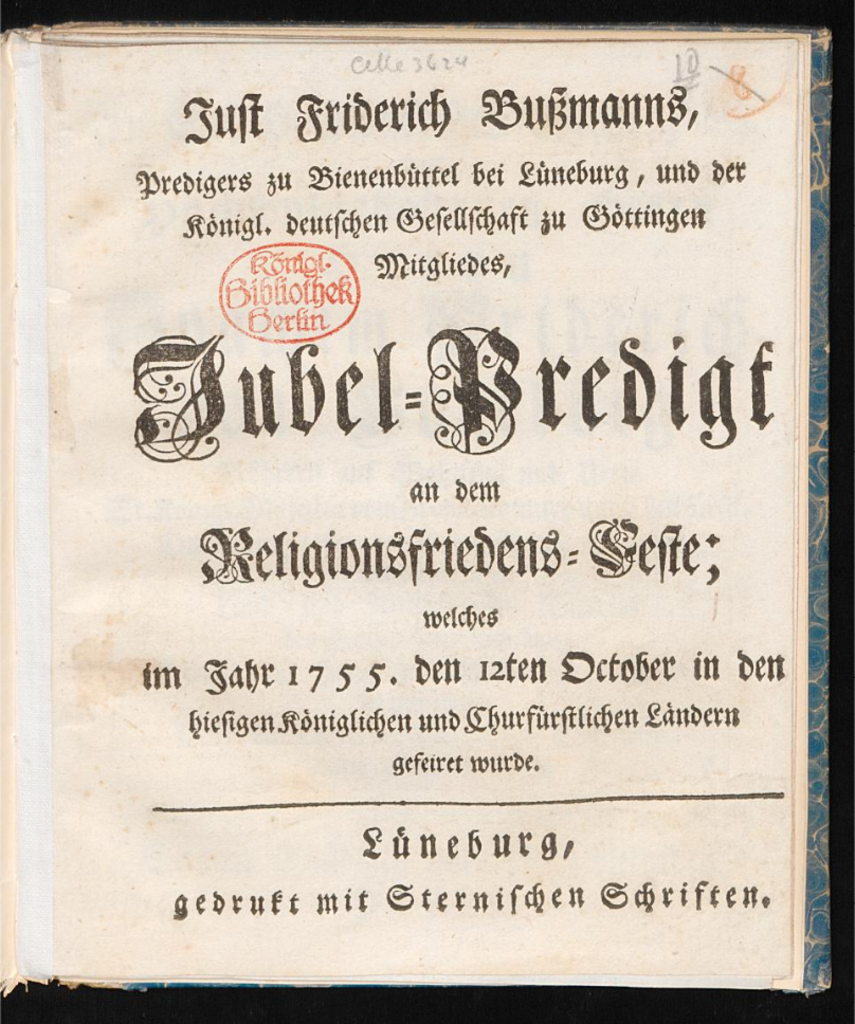 Celle 3624
10
8
Just Friderich Bußmanns,
Predigers zu Bienenbüttel bei Lüneburg, und der
Königl. deutschen Gesellschaft zu Göttingen
Mitgliedes,
Königl.
Bibliothek
Berlin
Jubel-Predigt
an dem
Religionsfriedens-Feste;
welches
im Jahr 1755. den 12ten October in den
hiesigen Königlichen und Churfürstlichen Ländern
gefeiret wurde.
Lüneburg,
gedrukt mit Sternischen Schriften.